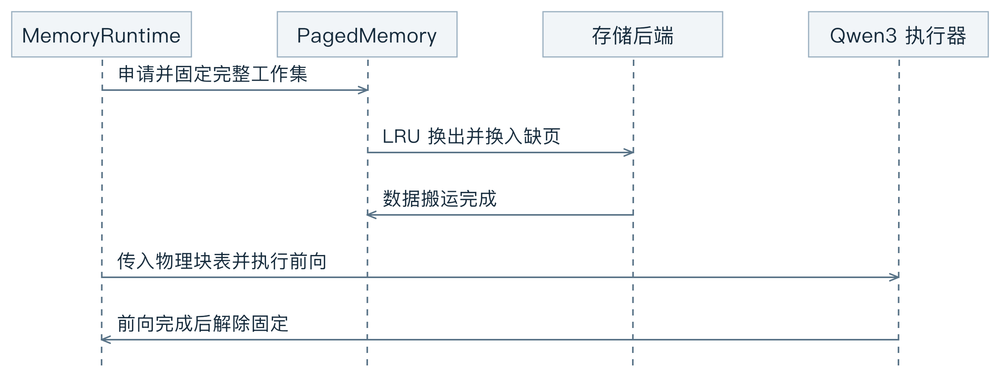 MemoryRuntime
PagedMemory
存储后端
Qwen3 执行器
申请并固定完整工作集
LRU 换出并换入缺页
数据搬运完成
传入物理块表并执行前向
前向完成后解除固定